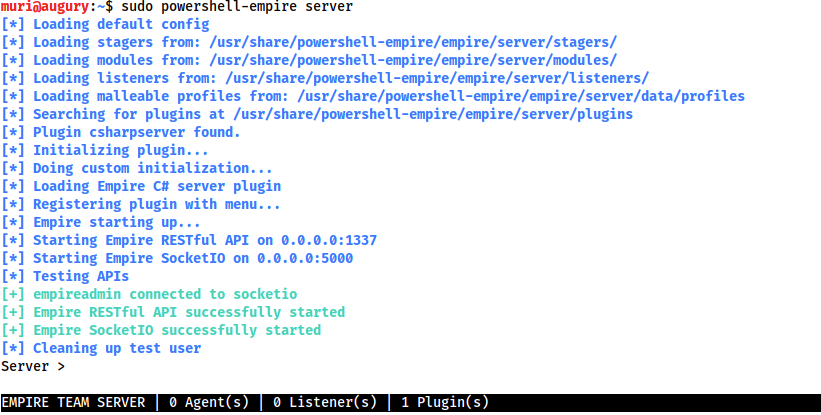 muri@augury:~$ sudo powershell-empire server
[*] Loading default config
[*] Loading stagers from: /usr/share/powershell-empire/empire/server/stagers/
[*] Loading modules from: /usr/share/powershell-empire/empire/server/modules/
[*] Loading listeners from: /usr/share/powershell-empire/empire/server/listeners/
[*] Loading malleable profiles from: /usr/share/powershell-empire/empire/server/data/profiles
[*] Searching for plugins at /usr/share/powershell-empire/empire/server/plugins
[*] Plugin csharpserver found.
[*] Initializing plugin...
[*] Doing custom initialization...
[*] Loading Empire C# server plugin
[*] Registering plugin with menu...
[*] Empire starting up...
[*] Starting Empire RESTful API on 0.0.0.0:1337
[*] Starting Empire SocketIO on 0.0.0.0:5000
[*] Testing APIs
[+] empireadmin connected to socketio
[+] Empire RESTful API successfully started
[+] Empire SocketIO successfully started
[*] Cleaning up test user
Server >
EMPIRE TEAM SERVER | 0 Agent(s) | 0 Listener(s) | 1 Plugin(s)